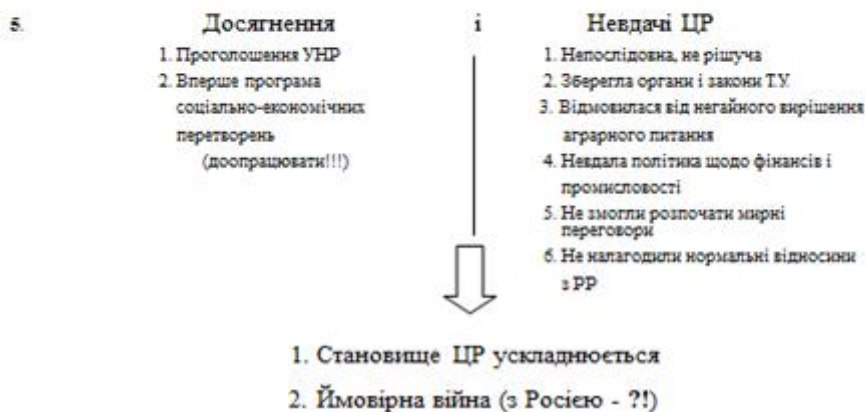 5. Досягнення і Невдачі ЦР
1. Проголошення УНР
2. Вперше програма
соціально-економічних
перетворень
(доопрацювати!!!)
1. Непослідовна, не рішуча
2. Зберегла органи і закони Т.У.
3. Відмовилася від негайного вирішення
аграрного питання
4. Невдала політика щодо фінансів і
промисловості
5. Не змогли розпочати мирні
переговори
6. Не налагодили нормальні відносини
з РР
1. Становище ЦР ускладнюється
2. Ймовірна війна (з Росією - ?!)